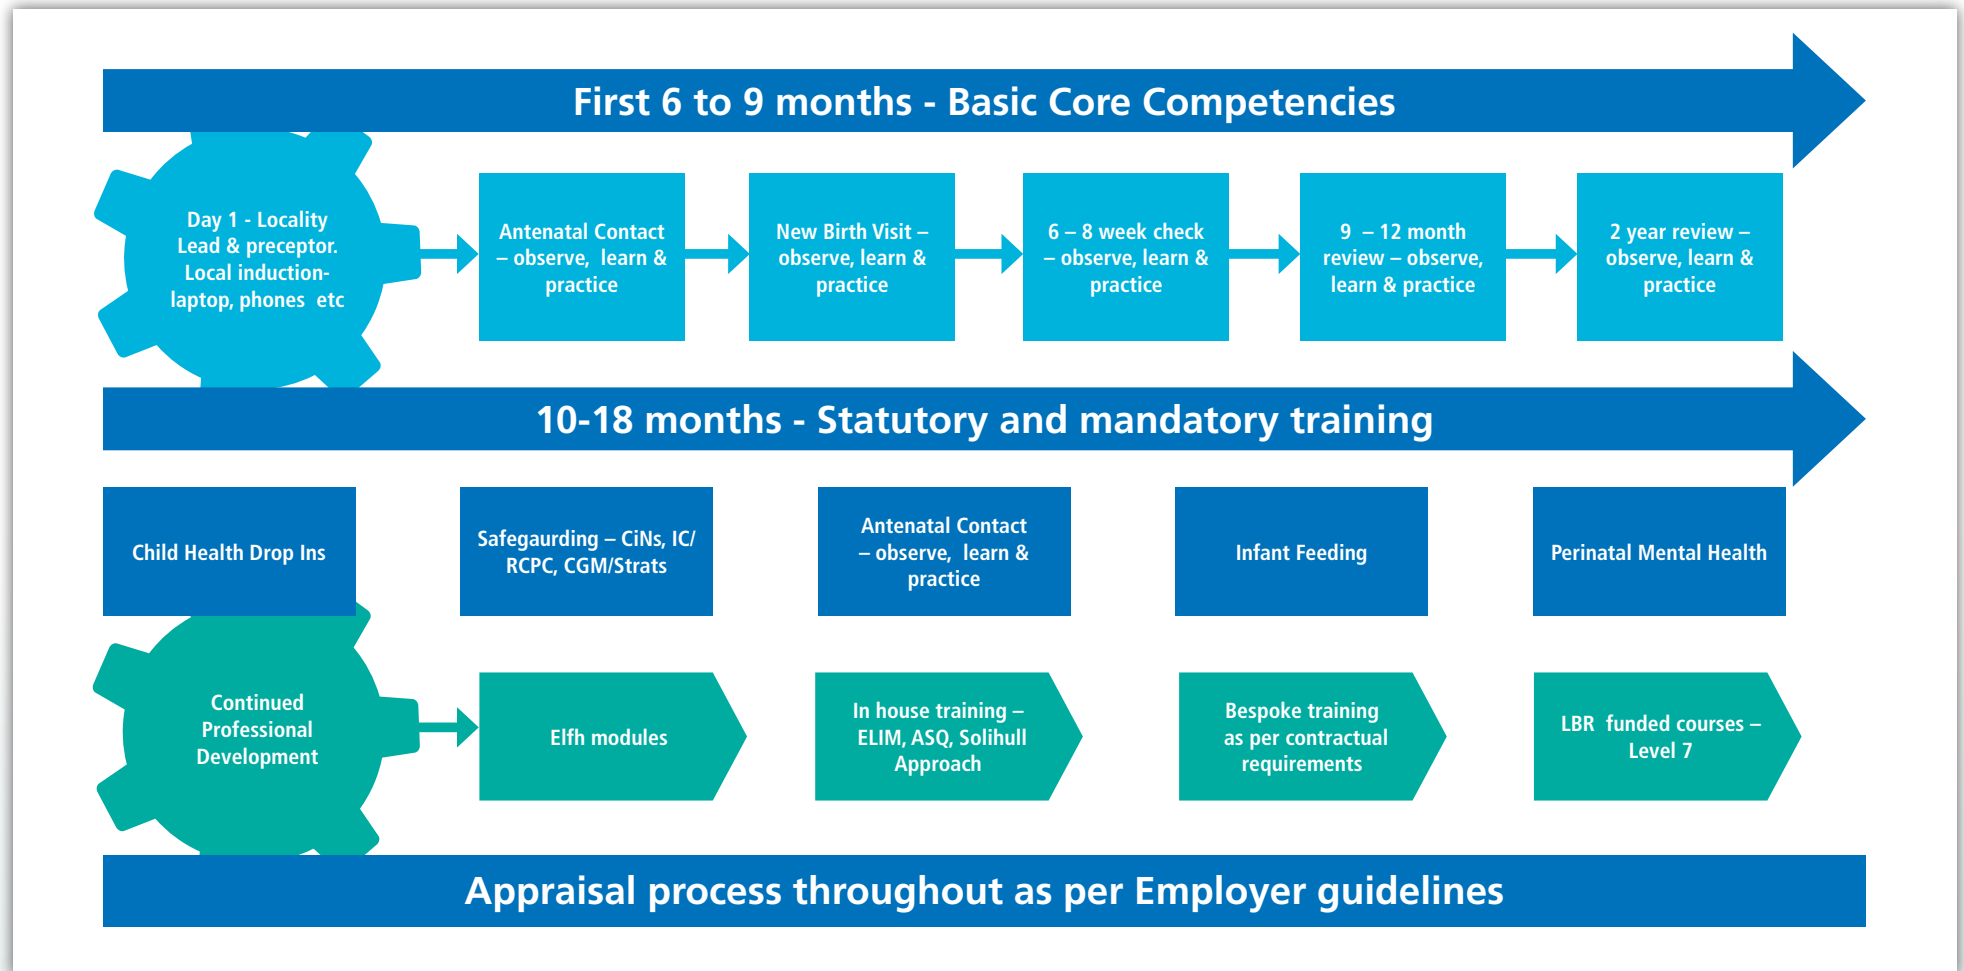 First 6 to 9 months - Basic Core Competencies
Day 1 - Locality
Lead & preceptor.
Local induction-
laptop, phones etc
Antenatal Contact
– observe, learn &
practice
New Birth Visit –
observe, learn &
practice
6 – 8 week check
– observe, learn &
practice
9 – 12 month
review – observe,
learn & practice
2 year review –
observe, learn &
practice
10-18 months - Statutory and mandatory training
Child Health Drop Ins
Safegaurding – CiNs, IC/
RCPC, CGM/Strats
Antenatal Contact
– observe, learn &
practice
Infant Feeding
Perinatal Mental Health
Continued
Professional
Development
Elfh modules
In house training –
ELIM, ASQ, Solihull
Approach
Bespoke training
as per contractual
requirements
LBR funded courses –
Level 7
Appraisal process throughout as per Employer guidelines